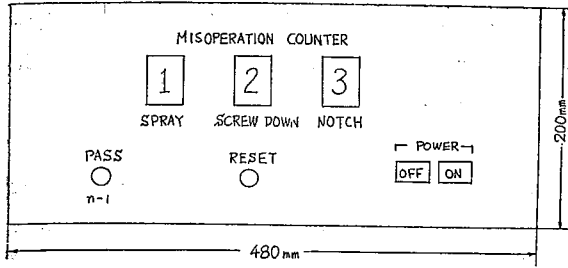 MISOPERATION COUNTER
1 2 3
SPRAY SCREW DOWN NOTCH
200mm
PASS RESET POWER
OFF ON
n-1
480mm